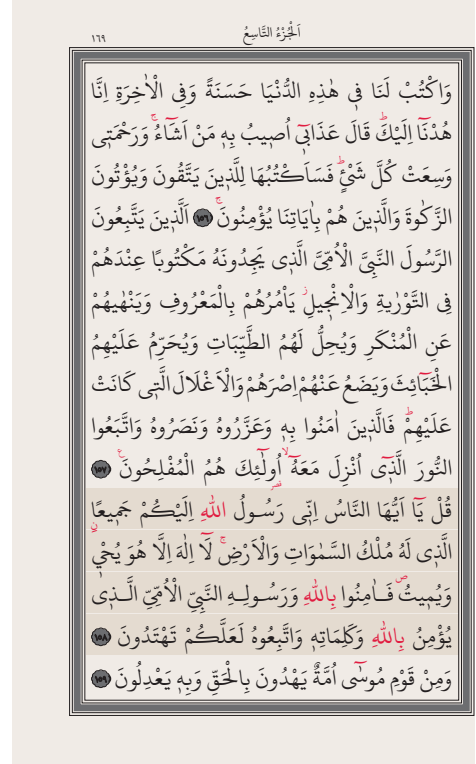 اَلْجُزْءُ التَّاسِعُ
١٦٩
وَاكْتُبْ لَنَا فٖى هٰذِهِ الدُّنْيَا حَسَنَةً وَفِى الْاٰخِرَةِ اِنَّا
هُدْنَٓا اِلَيْكَؕ قَالَ عَذَابٖٓى اُصٖيبُ بِهٖ مَنْ اَشَٓاءُۚ وَرَحْمَتٖى
وَسِعَتْ كُلَّ شَىْءٍؕ فَسَاَكْتُبُهَا لِلَّذٖينَ يَتَّقُونَ وَيُؤْتُونَ
الزَّكٰوةَ وَالَّذٖينَ هُمْ بِاٰيَاتِنَا يُؤْمِنُونَۚ ١٥٦ اَلَّذٖينَ يَتَّبِعُونَ
الرَّسُولَ النَّبِىَّ الْاُمِّىَّ الَّذٖى يَجِدُونَهُ مَكْتُوبًا عِنْدَهُمْ
فِى التَّوْرٰيةِ وَالْاِنْجٖيلِؗ يَاْمُرُهُمْ بِالْمَعْرُوفِ وَيَنْهٰيهُمْ
عَنِ الْمُنْكَرِ وَيُحِلُّ لَهُمُ الطَّيِّبَاتِ وَيُحَرِّمُ عَلَيْهِمُ
الْخَبَٓائِثَ وَيَضَعُ عَنْهُمْ اِصْرَهُمْ وَالْاَغْلَالَ الَّتٖى كَانَتْ
عَلَيْهِمْؕ فَالَّذٖينَ اٰمَنُوا بِهٖ وَعَزَّرُوهُ وَنَصَرُوهُ وَاتَّبَعُوا
النُّورَ الَّذٖٓى اُنْزِلَ مَعَهُٓۙ اُولٰٓئِكَ هُمُ الْمُفْلِحُونَࣖ ١٥٧
قُلْ يَٓا اَيُّهَا النَّاسُ اِنّٖى رَسُولُ اللّٰهِ اِلَيْكُمْ جَمٖيعًاۨ
الَّذٖى لَهُ مُلْكُ السَّمٰوَاتِ وَالْاَرْضِۚ لَٓا اِلٰهَ اِلَّا هُوَ يُحْيٖ
وَيُمٖيتُࣕ فَاٰمِنُوا بِاللّٰهِ وَرَسُولِهِ النَّبِىِّ الْاُمِّىِّ الَّذٖى
يُؤْمِنُ بِاللّٰهِ وَكَلِمَاتِهٖ وَاتَّبِعُوهُ لَعَلَّكُمْ تَهْتَدُونَ ١٥٨
وَمِنْ قَوْمِ مُوسٰٓى اُمَّةٌ يَهْدُونَ بِالْحَقِّ وَبِهٖ يَعْدِلُونَ ١٥٩